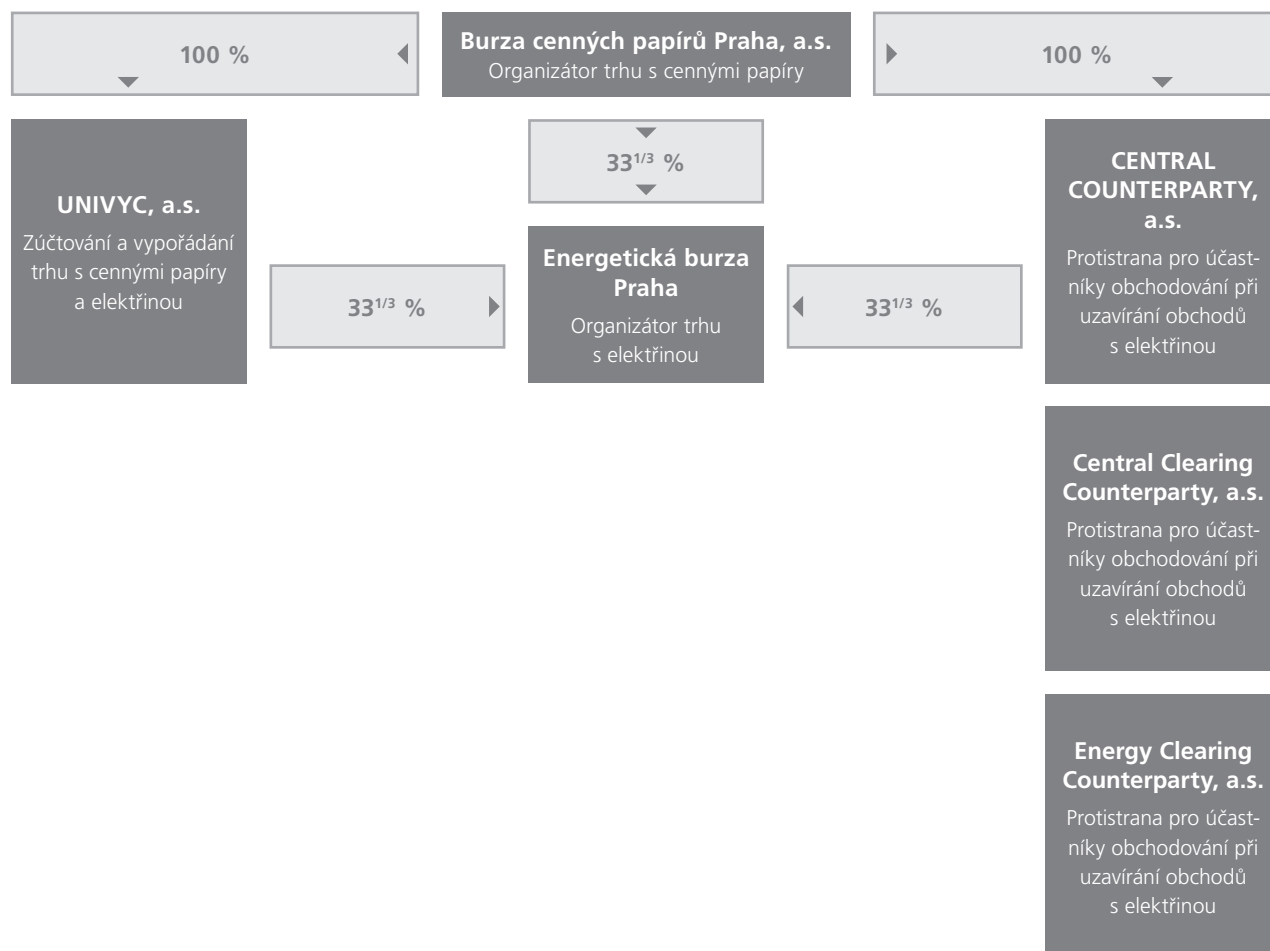 100 %
Burza cenných papírů Praha, a.s.
Organizátor trhu s cennými papíry
100 %
UNIVYC, a.s.
Zúčtování a vypořádání
trhu s cennými papíry
a elektřinou
33 1/3 %
33 1/3 %
Energetická burza
Praha
Organizátor trhu
s elektřinou
33 1/3 %
CENTRAL
COUNTERPARTY,
a.s.
Protistrana pro účast-
níky obchodování při
uzavírání obchodů
s elektřinou
Central Clearing
Counterparty, a.s.
Protistrana pro účast-
níky obchodování při
uzavírání obchodů
s elektřinou
Energy Clearing
Counterparty, a.s.
Protistrana pro účast-
níky obchodování při
uzavírání obchodů
s elektřinou